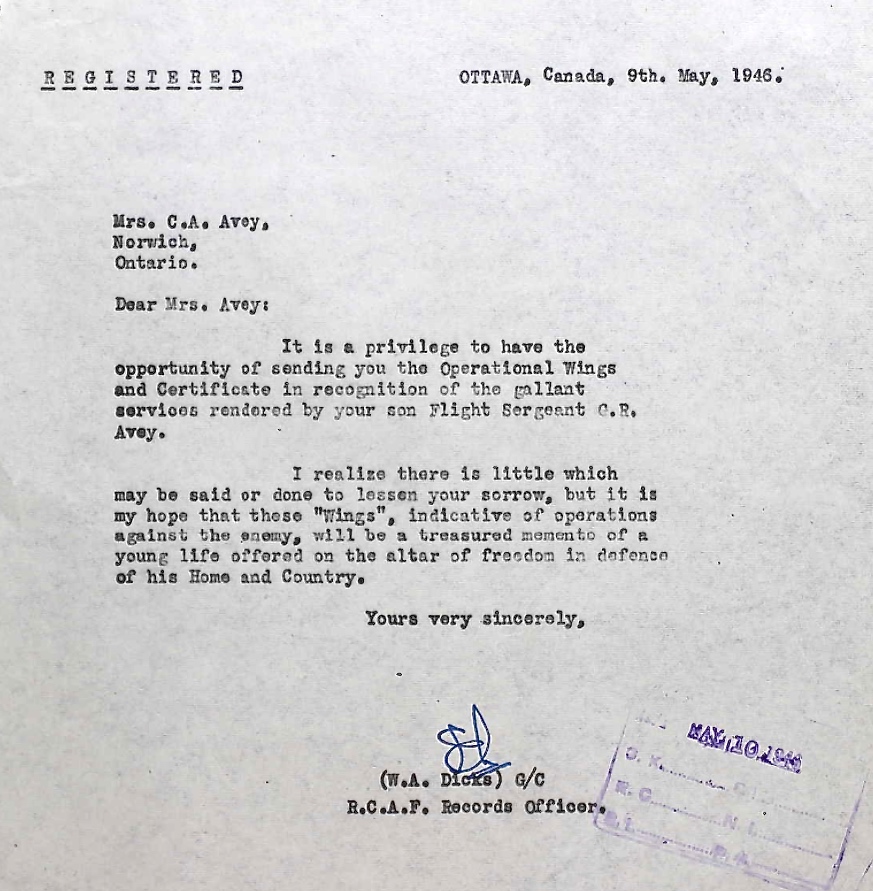 REGISTERED
OTTAWA, Canada, 9th. May, 1946.
Mrs. C.A. Avey,
Norwich,
Ontario.
Dear Mrs. Avey:
It is a privilege to have the
opportunity of sending you the Operational Wings
and Certificate in recognition of the gallant
services rendered by your son Flight Sergeant C.R.
Avey.
I realize there is little which
may be said or done to lessen your sorrow, but it is
my hope that these "Wings", indicative of operations
against the enemy, will be a treasured memento of a
young life offered on the altar of freedom in defence
of his Home and Country.
Yours very sincerely,
(W.A. Dicks) G/C
R.C.A.F. Records Officer.
MAY 10 1946